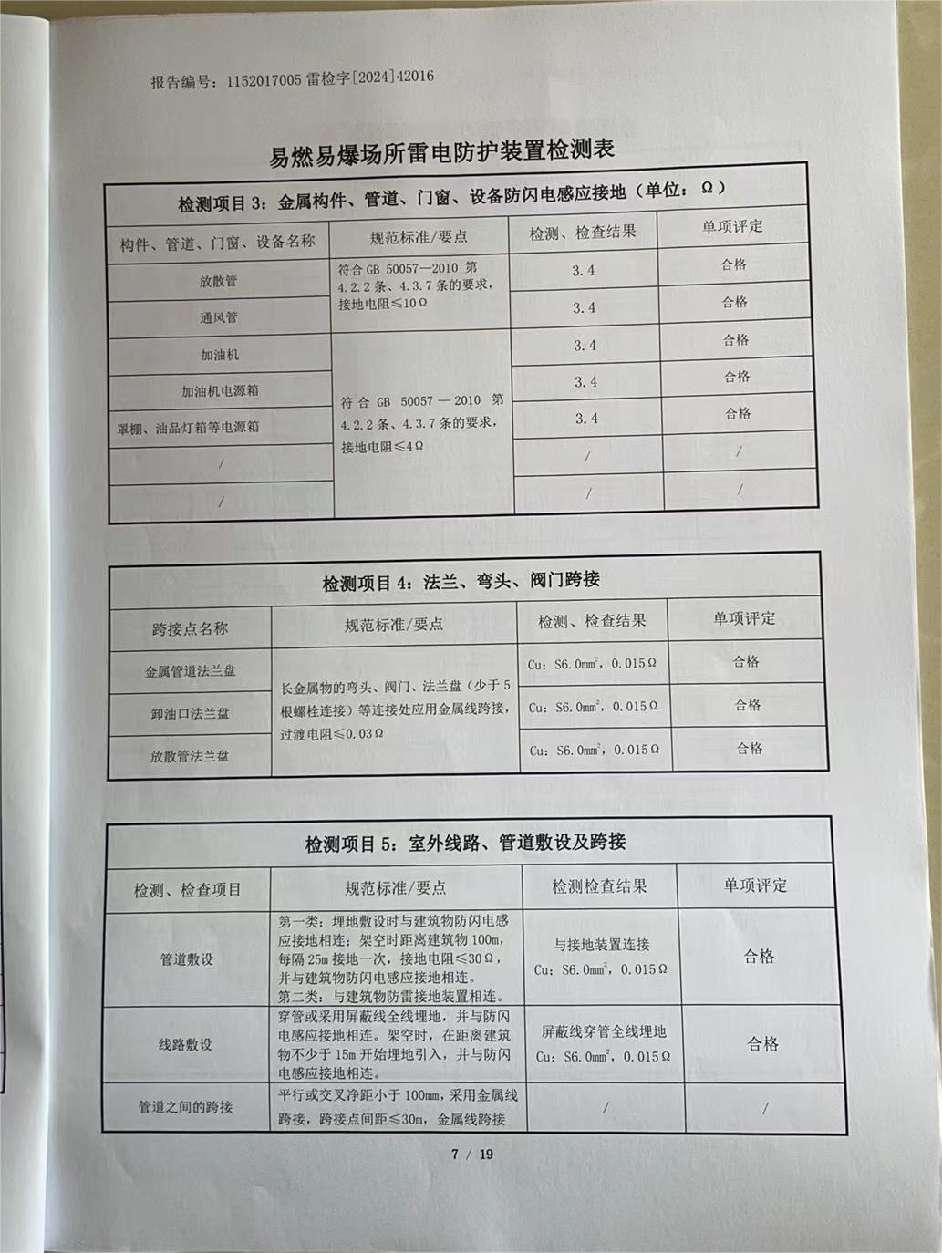 报告编号：1152017005 雷检字[2024]42016
易燃易爆场所雷电防护装置检测表
检测项目 3：金属构件、管道、门窗、设备防闪电感应接地（单位：Ω）
构件、管道、门窗、设备名称 规范标准/要点 检测、检查结果 单项评定
放散管 3.4 合格
符合 GB 50057—2010 第
4.2.2 条、4.3.7 条的要求，
接地电阻≤10Ω
通风管 3.4 合格
加油机 3.4 合格
加油机电源箱 3.4 合格
符合 GB 50057 — 2010 第
4.2.2 条、4.3.7 条的要求，
接地电阻≤4Ω
罩棚、油品灯箱等电源箱 3.4 合格
/ / /
/ / /
检测项目 4：法兰、弯头、阀门跨接
跨接点名称 规范标准/要点 检测、检查结果 单项评定
金属管道法兰盘 Cu：S6.0mm²，0.015Ω 合格
长金属物的弯头、阀门、法兰盘（少于 5
根螺栓连接）等连接处应用金属线跨接，
过渡电阻≤0.03Ω
卸油口法兰盘 Cu：S6.0mm²，0.015Ω 合格
放散管法兰盘 Cu：S6.0mm²，0.015Ω 合格
检测项目 5：室外线路、管道敷设及跨接
检测、检查项目 规范标准/要点 检测检查结果 单项评定
管道敷设
第一类：埋地敷设时与建筑物防闪电感
应接地相连；架空时距离建筑物 100m，
每隔 25m 接地一次，接地电阻≤30Ω，
并与建筑物防闪电感应接地相连。
第二类：与建筑物防雷接地装置相连。
与接地装置连接
Cu：S6.0mm²，0.015Ω
合格
线路敷设
穿管或采用屏蔽线全线埋地，并与防闪
电感应接地相连。架空时，在距离建筑
物不少于 15m 开始埋地引入，并与防闪
电感应接地相连。
屏蔽线穿管全线埋地
Cu：S6.0mm²，0.015Ω
合格
管道之间的跨接
平行或交叉净距小于 100mm，采用金属线
跨接，跨接点间距≤30m，金属线跨接
/ /
7 / 19